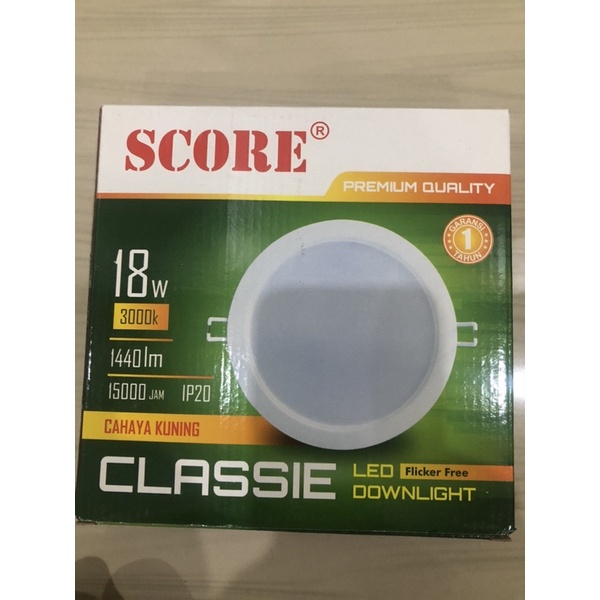 SCORE®
PREMIUM QUALITY
GARANSI
1
TAHUN
18W
3000k
1440lm
15000 JAM IP20
CAHAYA KUNING
CLASSIE
LED Flicker Free
DOWNLIGHT